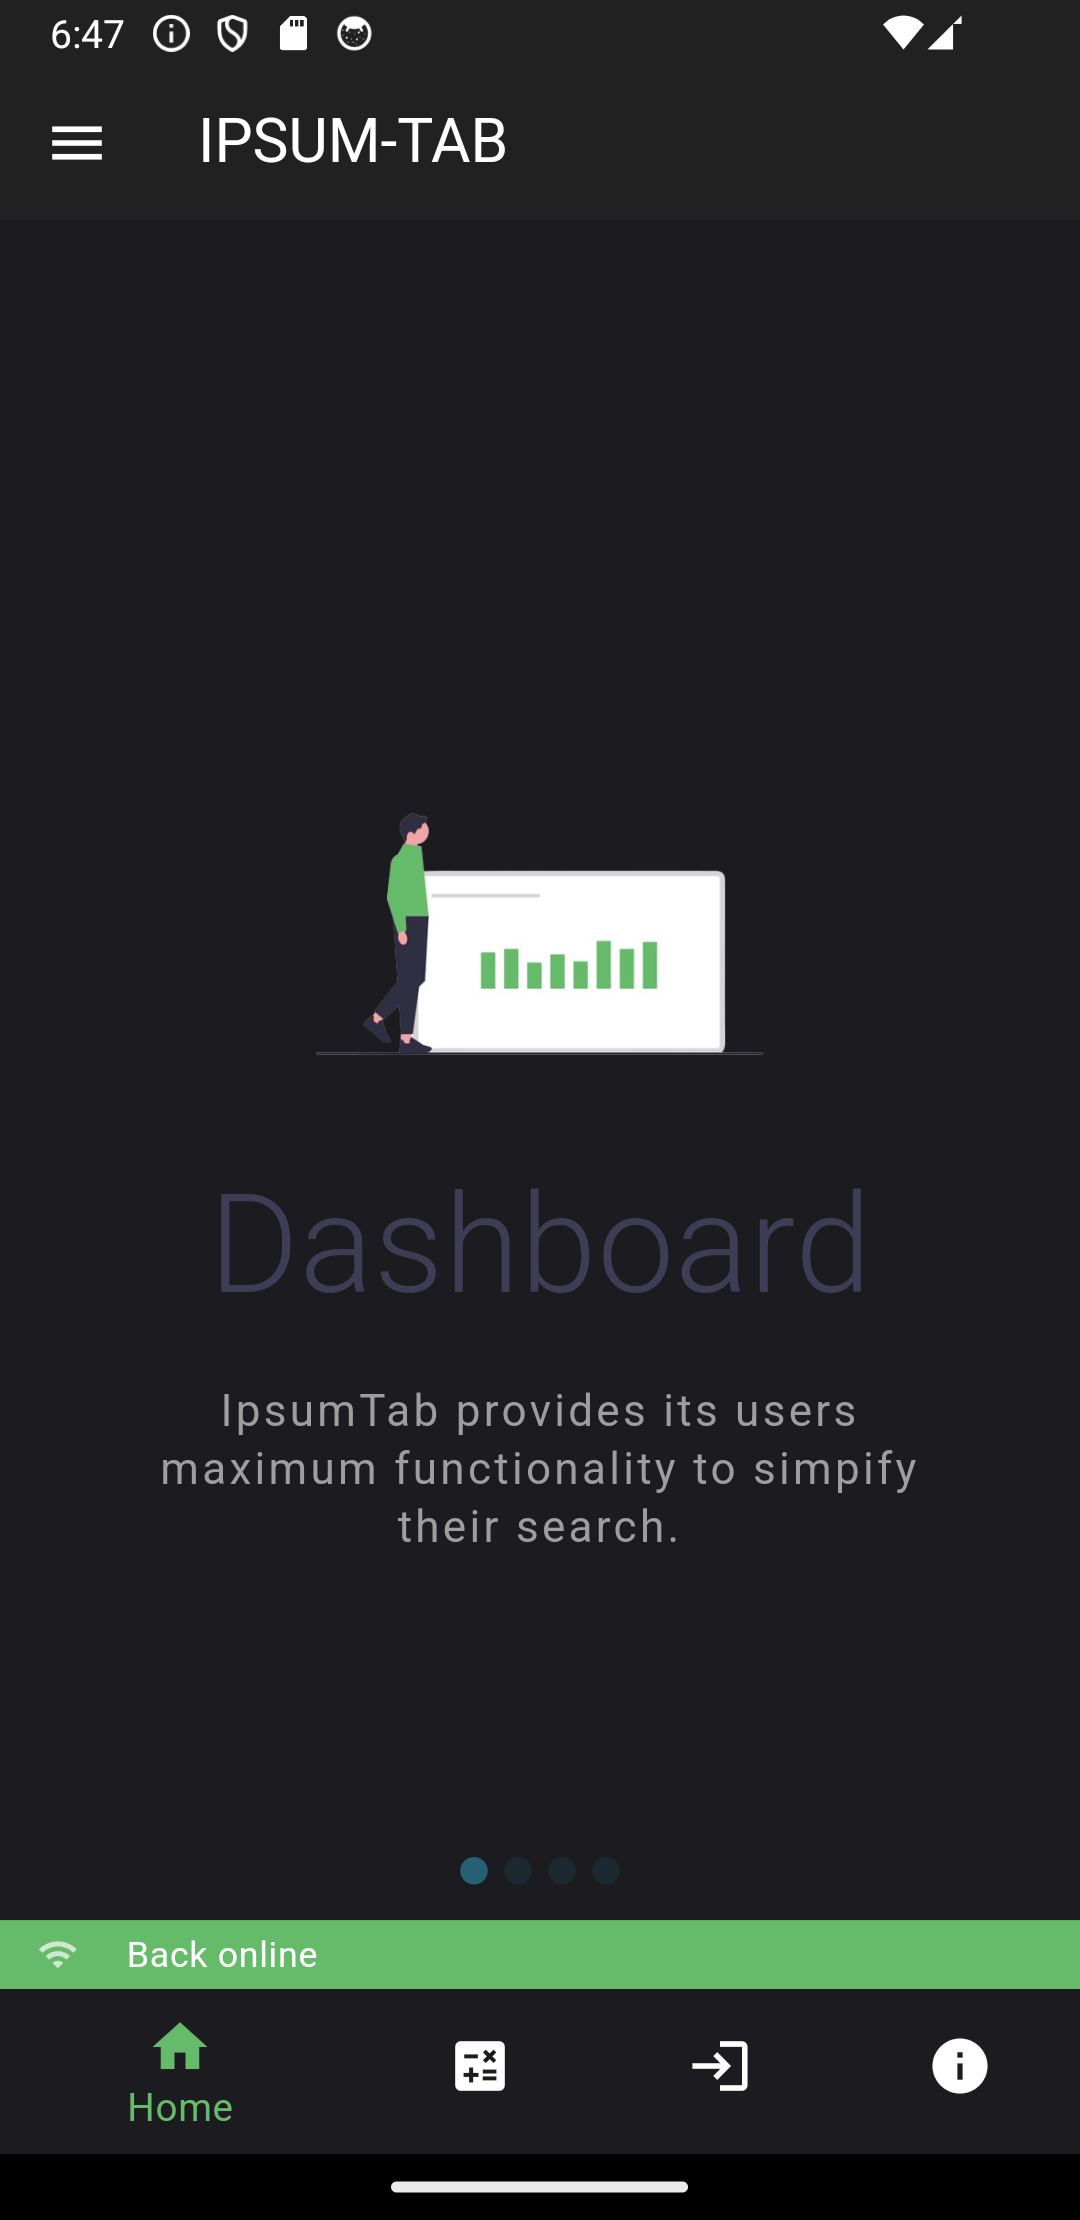 6:47
IPSUM-TAB
Dashboard
IpsumTab provides its users
maximum functionality to simpify
their search.
Back online
Home